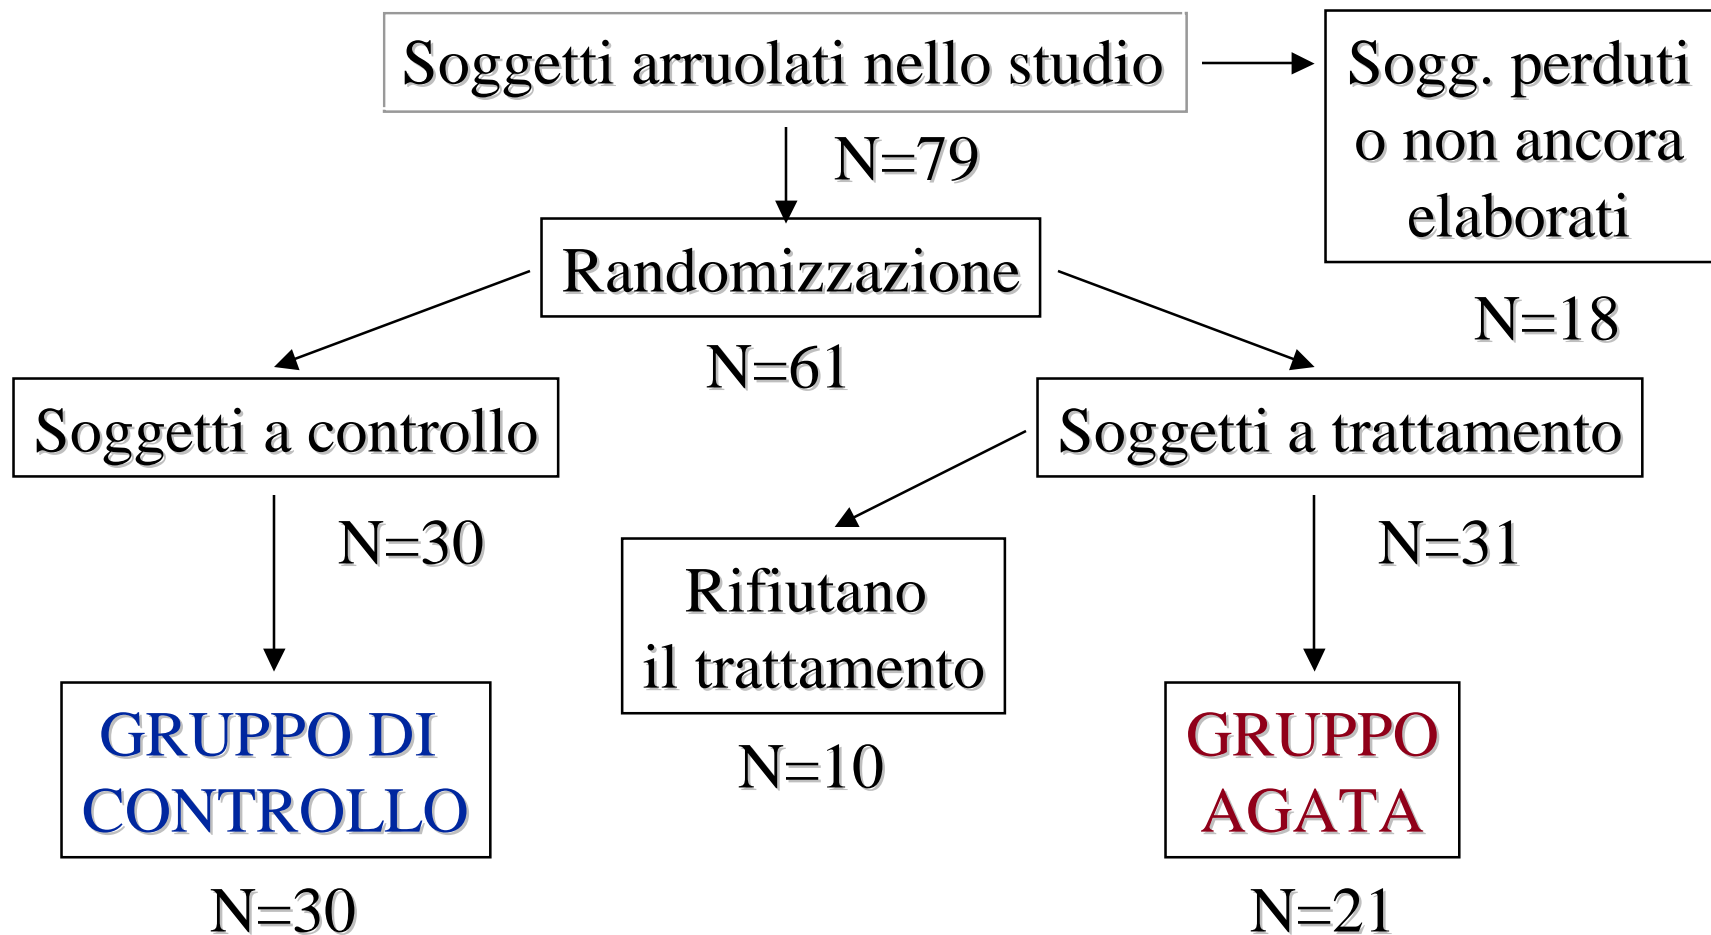 Soggetti arruolati nello studio
Sogg. perduti
o non ancora
elaborati
N=79
N=18
Randomizzazione
N=61
Soggetti a controllo
Soggetti a trattamento
N=30
N=31
Rifiutano
il trattamento
N=10
GRUPPO DI
CONTROLLO
N=30
GRUPPO
AGATA
N=21